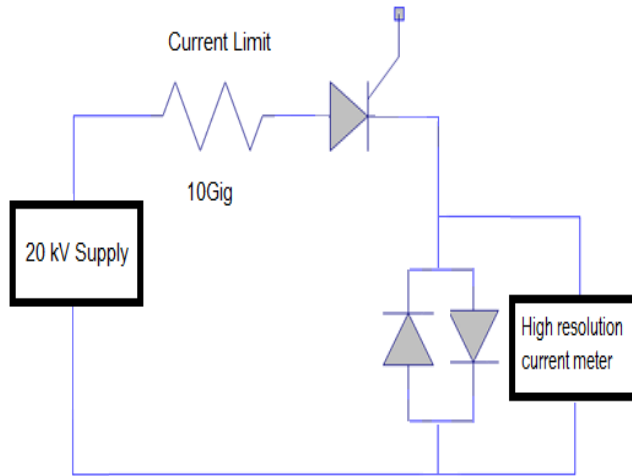 Current Limit
10Gig
20 kV Supply
High resolution
current meter